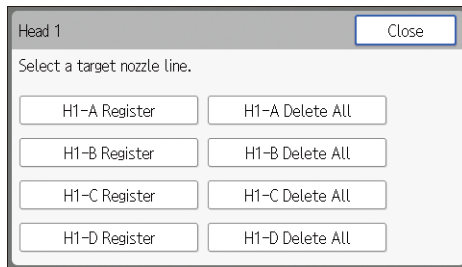 Head 1 Close
Select a target nozzle line.
H1-A Register H1-A Delete All
H1-B Register H1-B Delete All
H1-C Register H1-C Delete All
H1-D Register H1-D Delete All